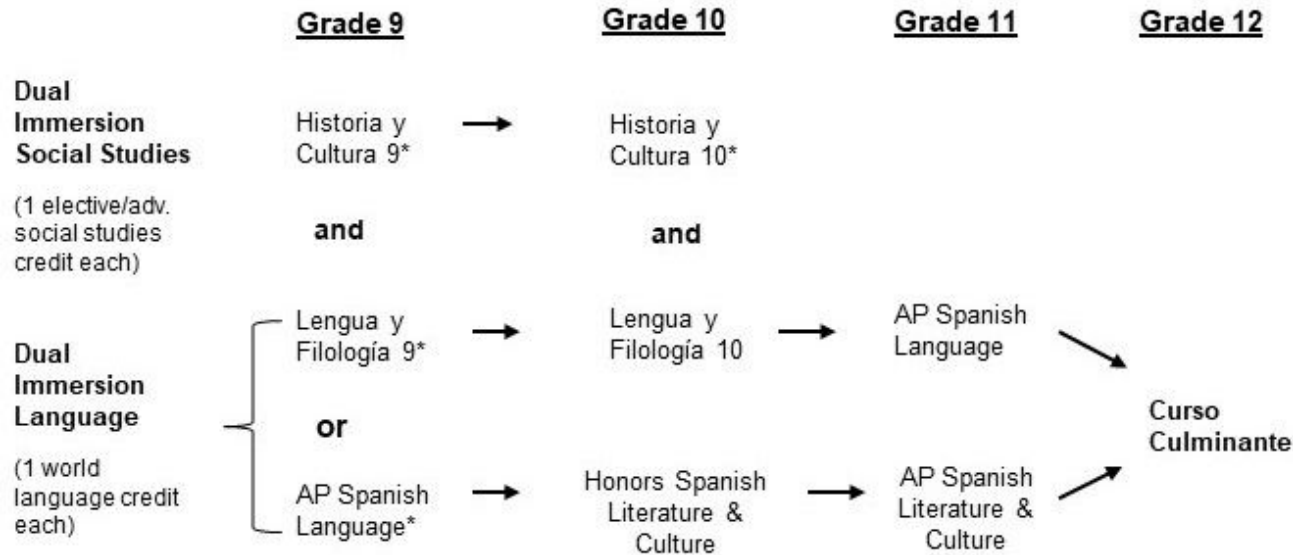 Grade 9
Grade 10
Grade 11
Grade 12
Dual
Immersion
Social Studies
(1 elective/adv.
social studies
credit each)
Historia y
Cultura 9*
Historia y
Cultura 10*
and
and
Dual
Immersion
Language
(1 world
language credit
each)
Lengua y
Filología 9*
Lengua y
Filología 10
AP Spanish
Language
or
AP Spanish
Language*
Honors Spanish
Literature &
Culture
AP Spanish
Literature &
Culture
Curso
Culminante